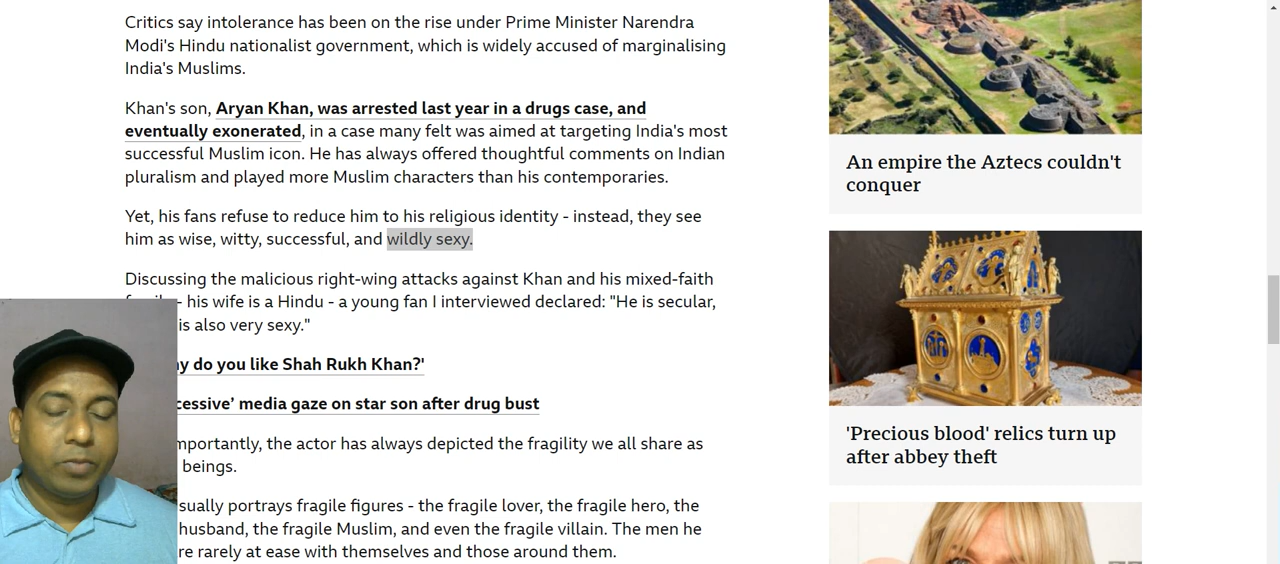 Critics say intolerance has been on the rise under Prime Minister Narendra
Modi's Hindu nationalist government, which is widely accused of marginalising
India's Muslims.
Khan's son, Aryan Khan, was arrested last year in a drugs case, and
eventually exonerated, in a case many felt was aimed at targeting India's most
successful Muslim icon. He has always offered thoughtful comments on Indian
pluralism and played more Muslim characters than his contemporaries.
Yet, his fans refuse to reduce him to his religious identity - instead, they see
him as wise, witty, successful, and wildly sexy.
Discussing the malicious right-wing attacks against Khan and his mixed-faith
- his wife is a Hindu - a young fan I interviewed declared: "He is secular,
is also very sexy."
do you like Shah Rukh Khan?'
media gaze on star son after drug bust
the actor has always depicted the fragility we all share as
beings.
portrays fragile figures - the fragile lover, the fragile hero, the
husband, the fragile Muslim, and even the fragile villain. The men he
rarely at ease with themselves and those around them.
An empire the Aztecs couldn't
conquer
'Precious blood' relics turn up
after abbey theft